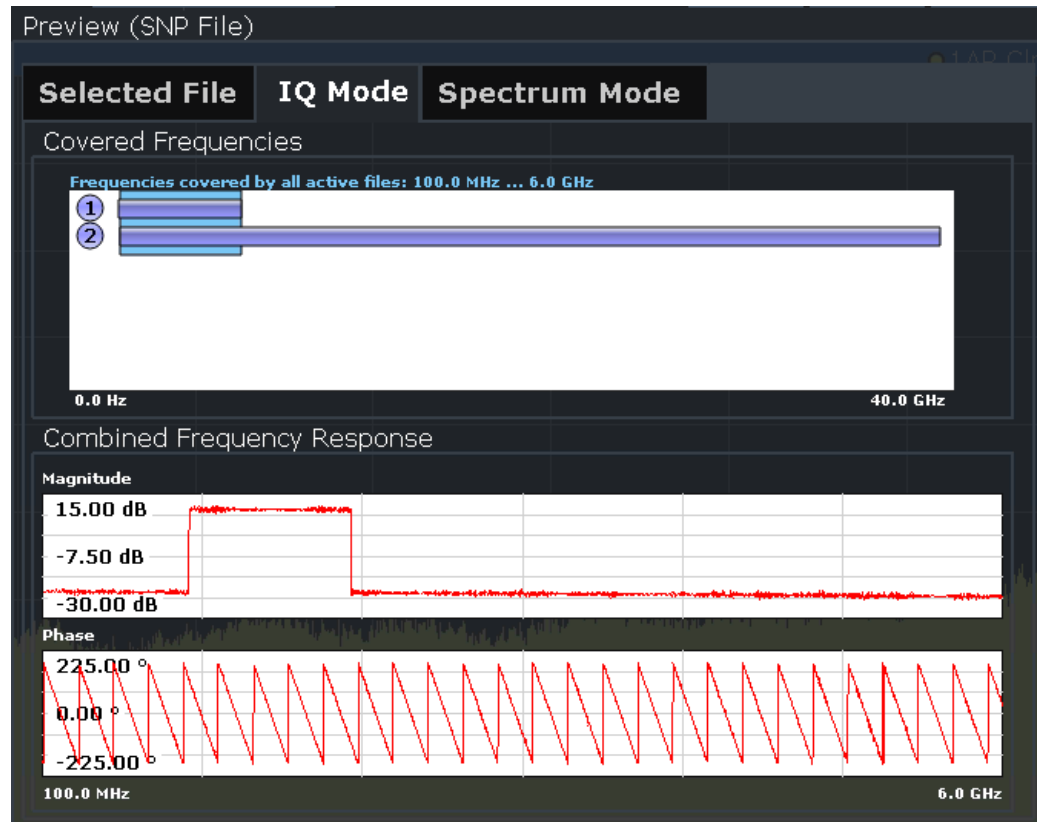 Preview (SNP File)
Selected File IQ Mode Spectrum Mode
Covered Frequencies
Frequencies covered by all active files: 100.0 MHz ... 6.0 GHz
1
2
0.0 Hz 40.0 GHz
Combined Frequency Response
Magnitude
15.00 dB
-7.50 dB
-30.00 dB
Phase
225.00 °
0.00 °
-225.00 °
100.0 MHz 6.0 GHz